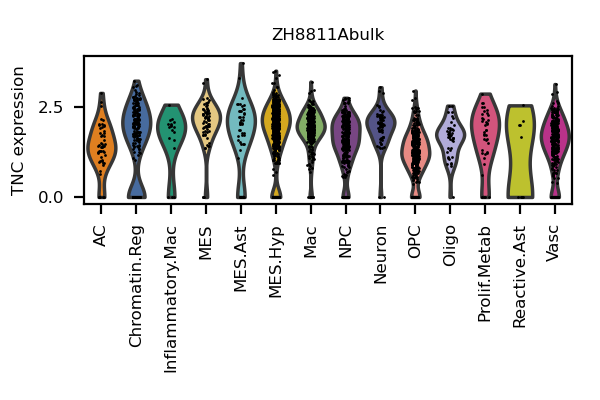 ZH8811Abulk
TNC expression
2.5
0.0
AC
Chromatin.Reg
Inflammatory.Mac
MES
MES.Ast
MES.Hyp
Mac
NPC
Neuron
OPC
Oligo
Prolif.Metab
Reactive.Ast
Vasc